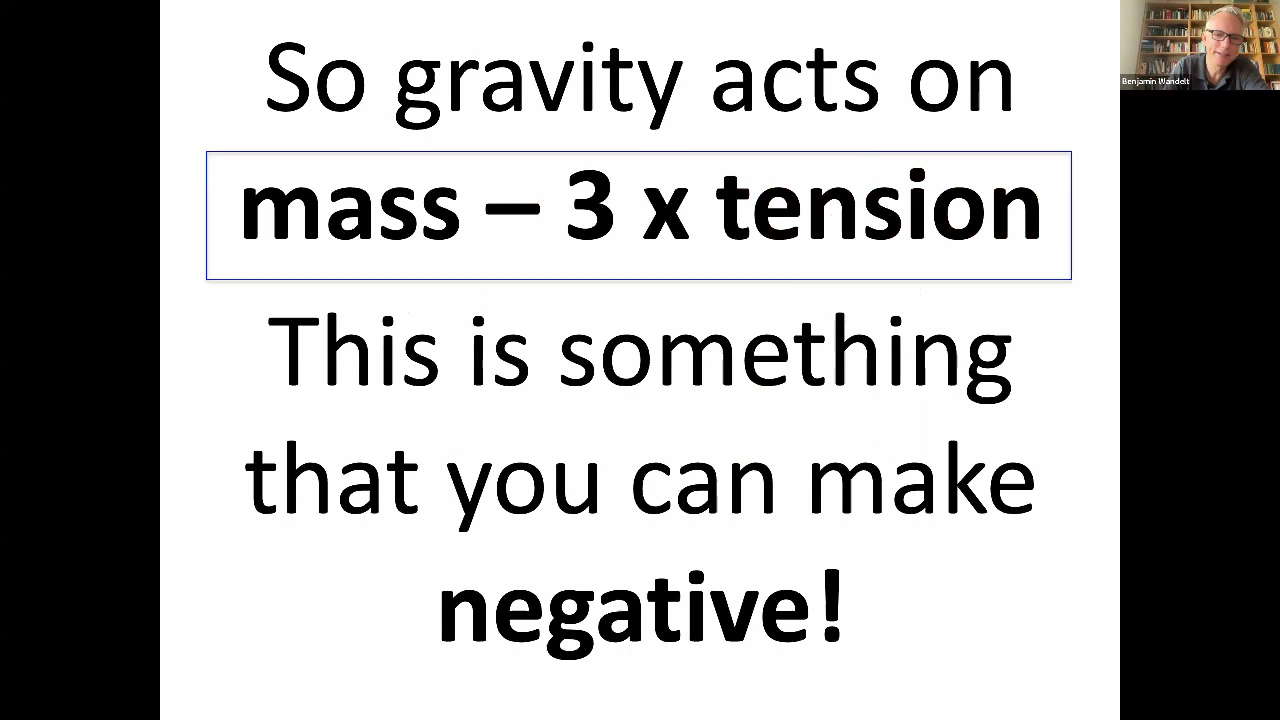 So gravity acts on
mass – 3 x tension
This is something
that you can make
negative!
Benjamin Wandelt